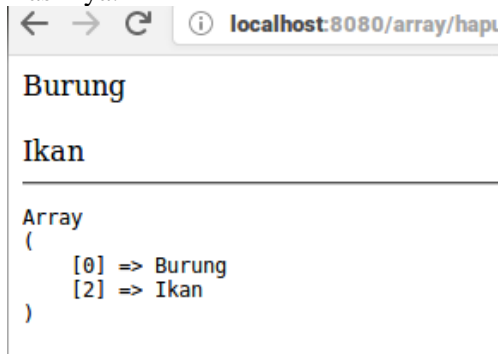 localhost:8080/array/hapu
Burung
Ikan
Array
(
[0] => Burung
[2] => Ikan
)